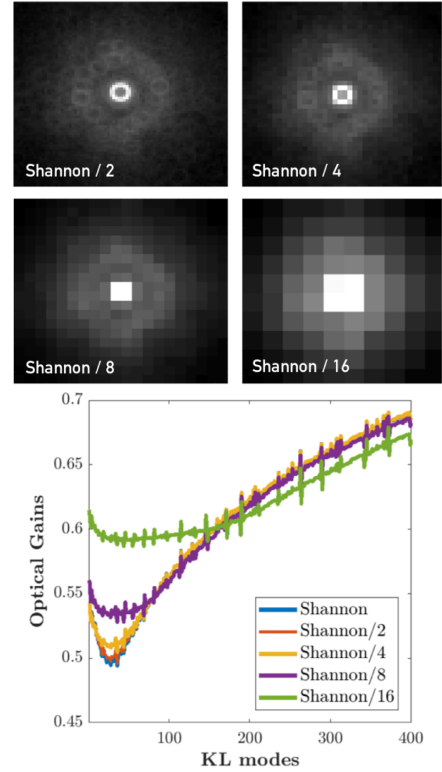 Shannon / 2
Shannon / 4
Shannon / 8
Shannon / 16
0.7
0.65
0.6
0.55
0.5
0.45
Optical Gains
Shannon
Shannon/2
Shannon/4
Shannon/8
Shannon/16
100
200
300
400
KL modes